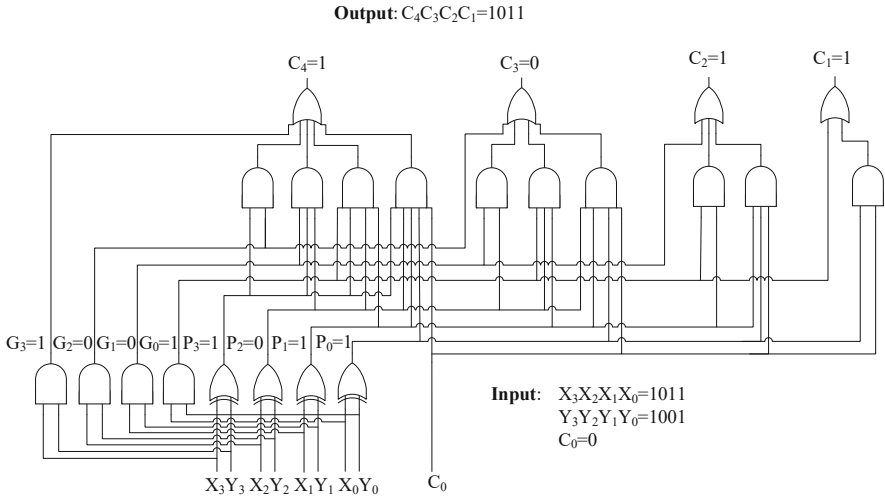 Output: C₄C₃C₂C₁=1011
C₄=1 C₃=0 C₂=1 C₁=1
G₃=1 G₂=0 G₁=0 G₀=1 P₃=1 P₂=0 P₁=1 P₀=1
Input: X₃X₂X₁X₀=1011
Y₃Y₂Y₁Y₀=1001
C₀=0
X₃Y₃ X₂Y₂ X₁Y₁ X₀Y₀ C₀